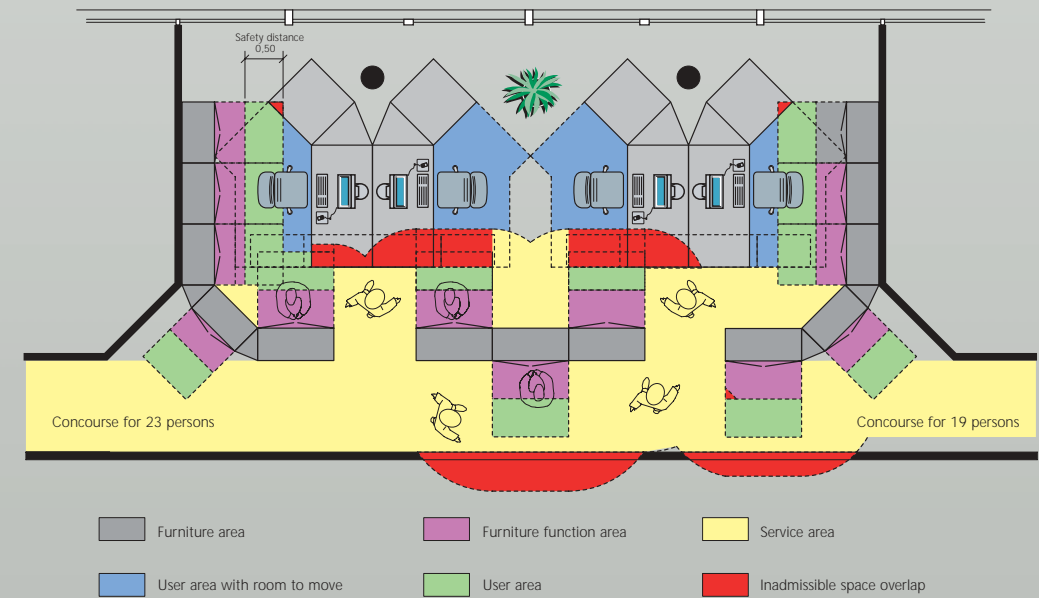 Safety distance
0,50
Concourse for 23 persons
Concourse for 19 persons
Furniture area
Furniture function area
Service area
User area with room to move
User area
Inadmissible space overlap